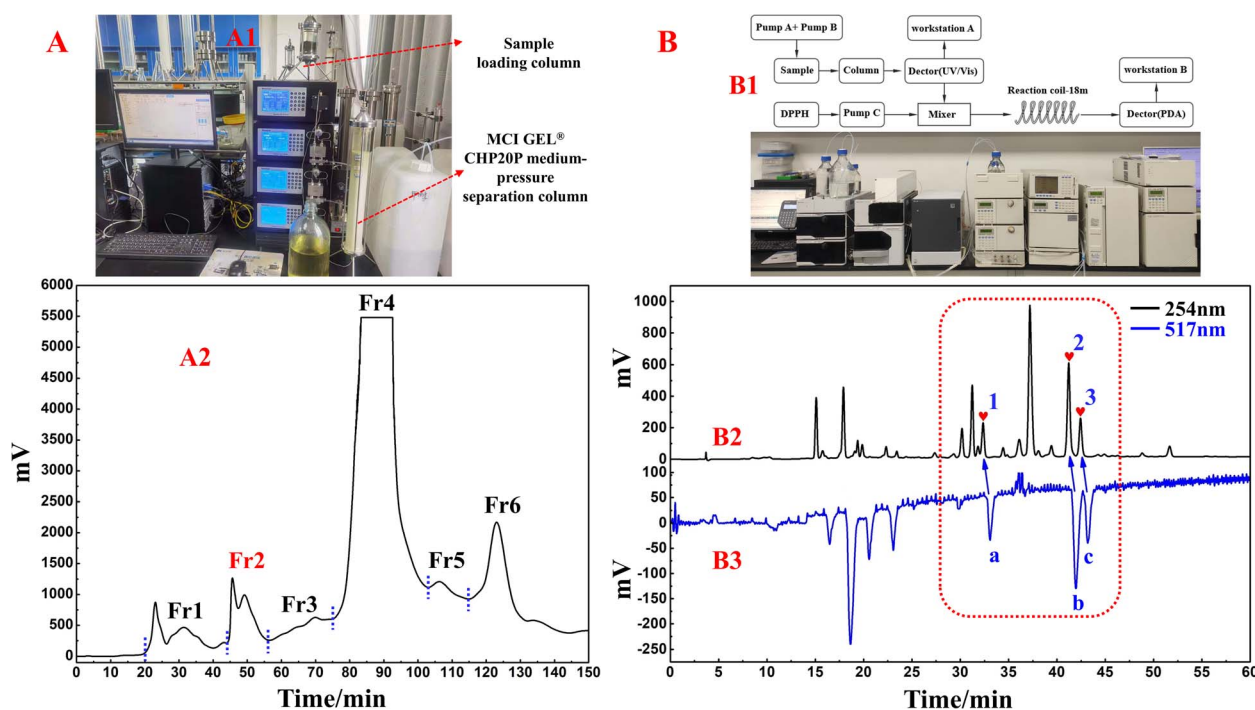 A
A1
Sample
loading column
MCI GEL®
CHP20P medium-
pressure
separation column
B
B1
Pump A+ Pump B
workstation A
Sample
Column
Dector(UV/Vis)
workstation B
Reaction coil-18m
DPPH
Pump C
Mixer
Dector(PDA)
A2
6000
5500
5000
4500
4000
3500
3000
2500
2000
1500
1000
500
0
mV
Fr1
Fr2
Fr3
Fr4
Fr5
Fr6
0 10 20 30 40 50 60 70 80 90 100 110 120 130 140 150
Time/min
254nm
517nm
1000
800
600
400
200
0
mV
B2
1
2
3
100
50
0
-50
-100
-150
-200
-250
mV
B3
a
b
c
0 5 10 15 20 25 30 35 40 45 50 55 60
Time/min